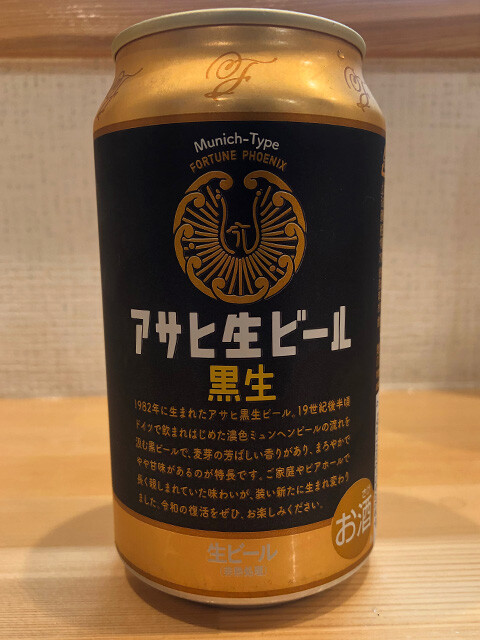 Munich-Type
FORTUNE PHOENIX
アサヒ生ビール
黒生
1982年に生まれたアサヒ黒生ビール。19世紀後半頃
ドイツで飲まれはじめた濃色ミュンヘンビールの流れを
汲む黒ビールで、麦芽の芳ばしい香りがあり、まろやかで
やや甘味があるのが特長です。ご家庭やビアホールで
長く親しまれていた味わいが、装い新たに生まれ変わり
ました。令和の復活をぜひ、お楽しみください。
お酒
生ビール